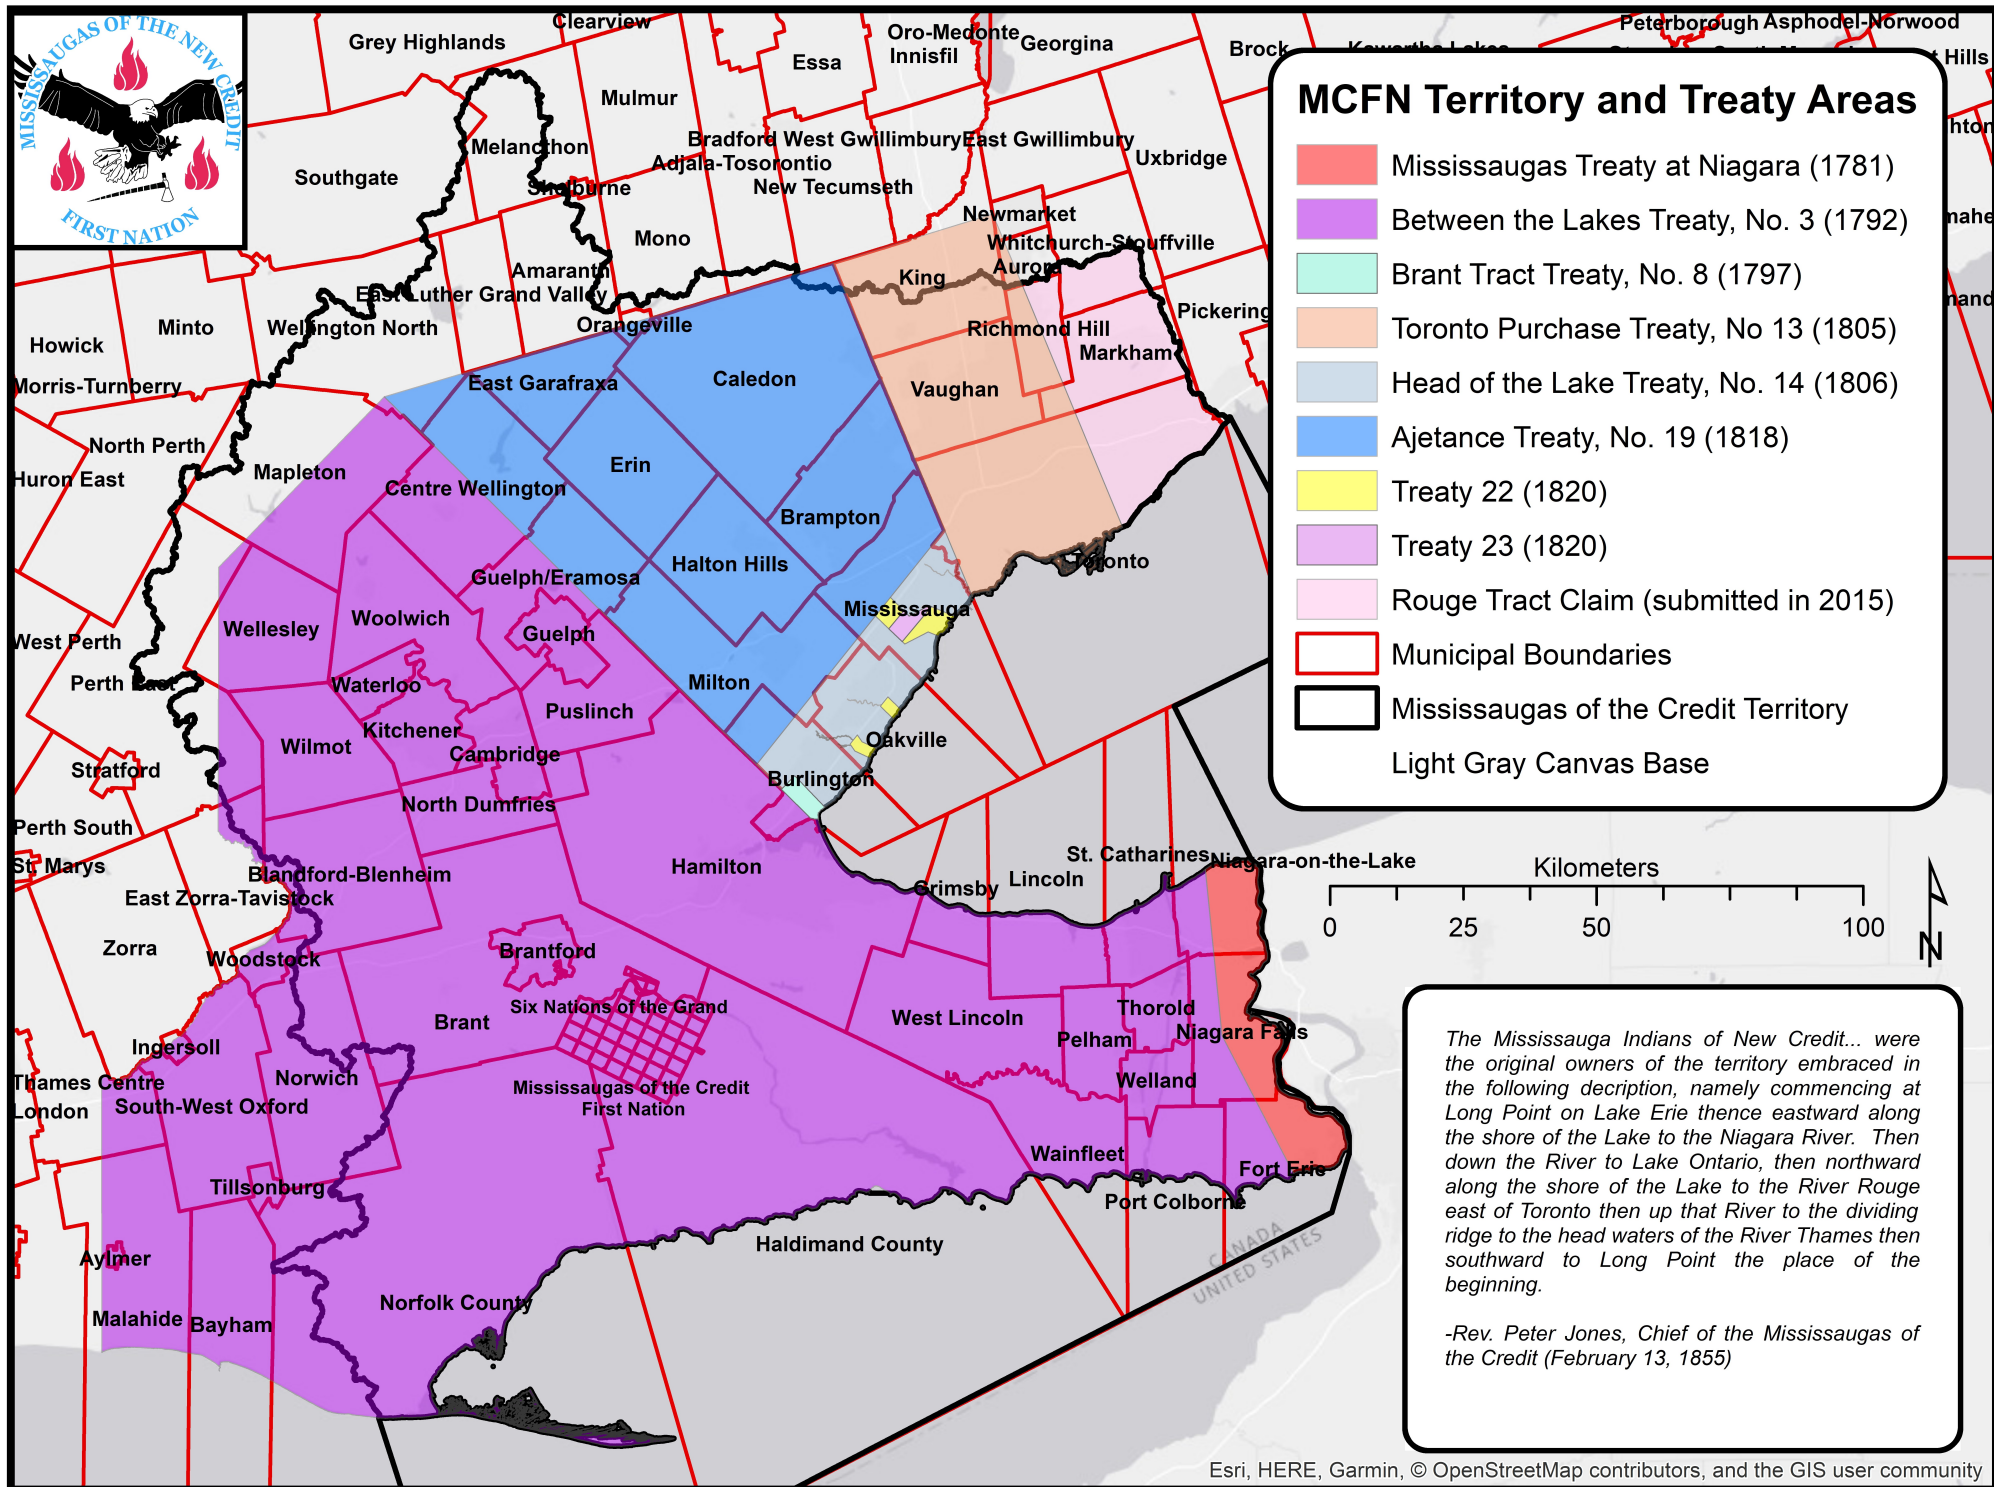 MISSISSAUGAS OF THE NEW CREDIT
FIRST NATION
Clearview
Grey Highlands
Oro-Medonte
Innisfil
Georgina
Brock
Kawartha Lakes
Peterborough
Asphodel-Norwood
Essa
Hills
Mulmur
Melancthon
Bradford West Gwillimbury
East Gwillimbury
Adjala-Tosorontio
Uxbridge
Southgate
Shelburne
New Tecumseth
Newmarket
Mono
Whitchurch-Stouffville
Amaranth
Aurora
King
East Luther Grand Valley
Pickering
Minto
Wellington North
Orangeville
Richmond Hill
Howick
Markham
Morris-Turnberry
East Garafraxa
Caledon
Vaughan
North Perth
Huron East
Mapleton
Erin
Centre Wellington
Brampton
Halton Hills
Toronto
Guelph/Eramosa
Mississauga
Woolwich
Wellesley
Guelph
West Perth
Perth East
Waterloo
Milton
Puslinch
Kitchener
Wilmot
Cambridge
Oakville
Stratford
Burlington
North Dumfries
Perth South
St. Marys
Hamilton
Blandford-Blenheim
St. Catharines
Niagara-on-the-Lake
Lincoln
Grimsby
East Zorra-Tavistock
Zorra
Woodstock
Brantford
Six Nations of the Grand
Brant
West Lincoln
Thorold
Pelham
Niagara Falls
Ingersoll
Norwich
Thames Centre
London
South-West Oxford
Mississaugas of the Credit
First Nation
Welland
Wainfleet
Fort Erie
Tillsonburg
Port Colborne
Haldimand County
CANADA
UNITED STATES
Aylmer
Norfolk County
Malahide
Bayham
MCFN Territory and Treaty Areas
Mississaugas Treaty at Niagara (1781)
Between the Lakes Treaty, No. 3 (1792)
Brant Tract Treaty, No. 8 (1797)
Toronto Purchase Treaty, No 13 (1805)
Head of the Lake Treaty, No. 14 (1806)
Ajetance Treaty, No. 19 (1818)
Treaty 22 (1820)
Treaty 23 (1820)
Rouge Tract Claim (submitted in 2015)
Municipal Boundaries
Mississaugas of the Credit Territory
Light Gray Canvas Base
Kilometers
0 25 50 100
N
The Mississauga Indians of New Credit... were
the original owners of the territory embraced in
the following decription, namely commencing at
Long Point on Lake Erie thence eastward along
the shore of the Lake to the Niagara River. Then
down the River to Lake Ontario, then northward
along the shore of the Lake to the River Rouge
east of Toronto then up that River to the dividing
ridge to the head waters of the River Thames then
southward to Long Point the place of the
beginning.
-Rev. Peter Jones, Chief of the Mississaugas of
the Credit (February 13, 1855)
Esri, HERE, Garmin, © OpenStreetMap contributors, and the GIS user community